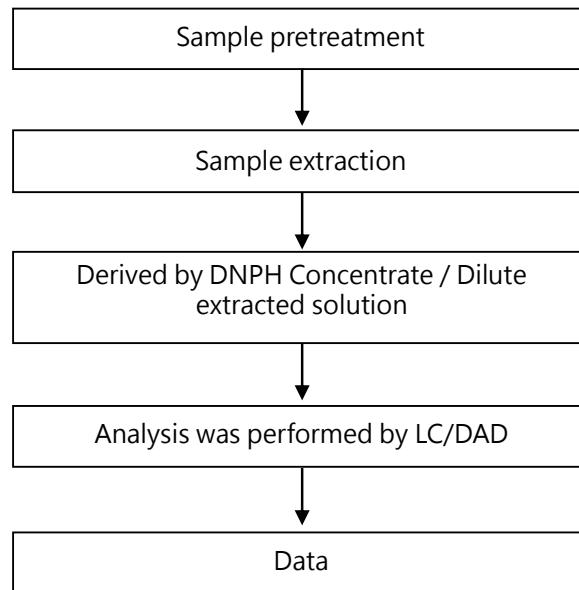 Sample pretreatment
Sample extraction
Derived by DNPH Concentrate / Dilute
extracted solution
Analysis was performed by LC/DAD
Data